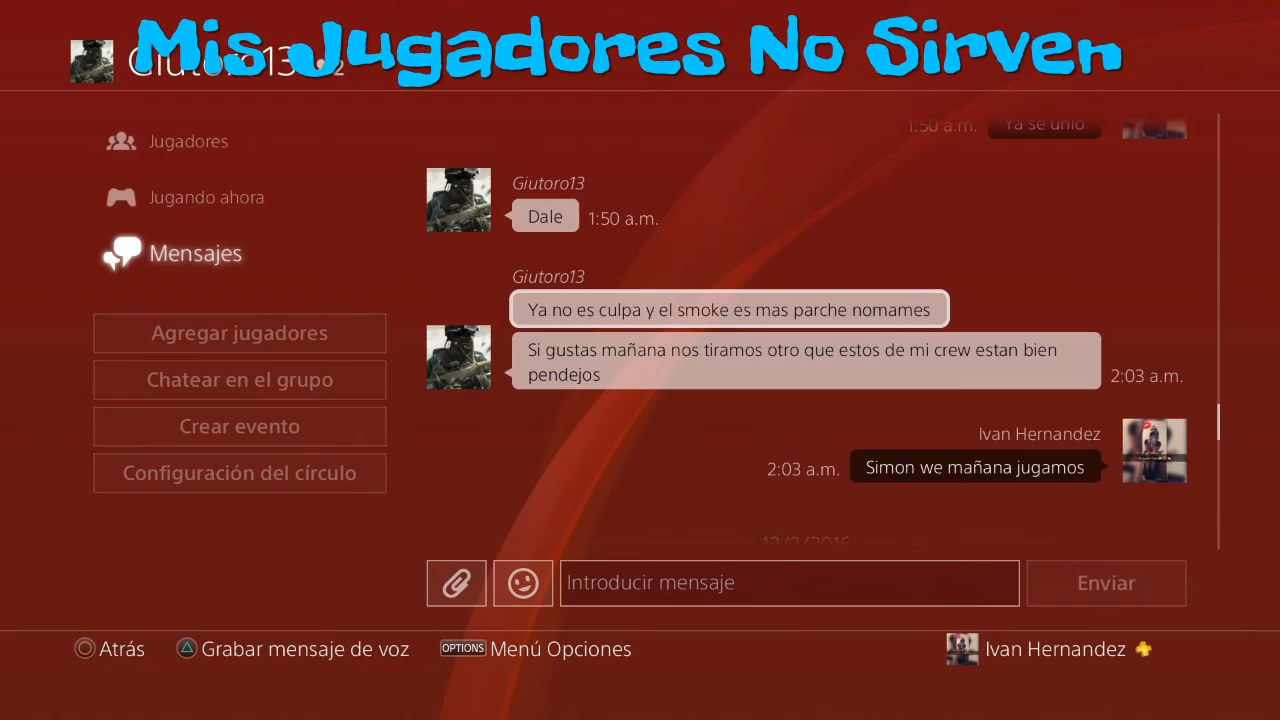 Mis Jugadores No Sirven
Giutoro13
2
Jugadores
Jugando ahora
Mensajes
Agregar jugadores
Chatear en el grupo
Crear evento
Configuración del círculo
1:50 a.m. Ya se unio
Giutoro13
Dale 1:50 a.m.
Giutoro13
Ya no es culpa y el smoke es mas parche nomames
Si gustas mañana nos tiramos otro que estos de mi crew estan bien
pendejos 2:03 a.m.
Ivan Hernandez
2:03 a.m. Simon we mañana jugamos
Introducir mensaje
Enviar
Atrás
Grabar mensaje de voz
OPTIONS Menú Opciones
Ivan Hernandez